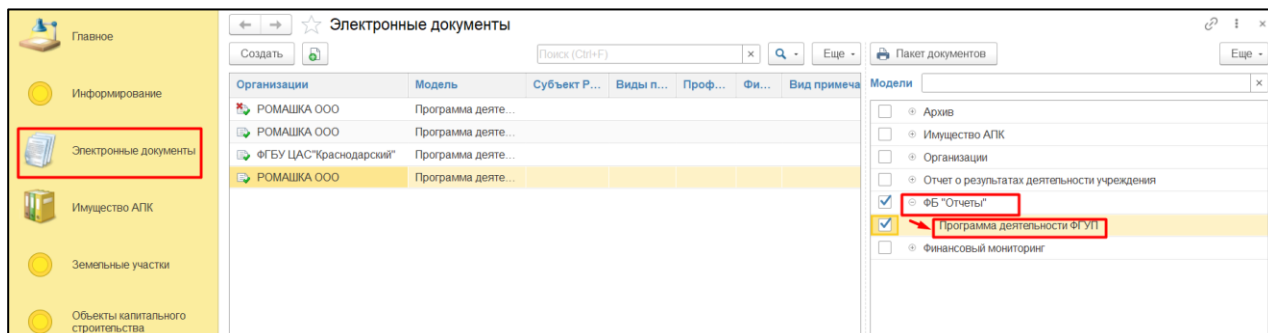 Главное
Информирование
Электронные документы
Имущество АПК
Земельные участки
Объекты капитального
строительства
Электронные документы
Создать
Поиск (Ctrl+F)
Еще
Организации Модель Субъект Р... Виды п... Проф... Фи... Вид примеча
РОМАШКА ООО Программа деяте...
РОМАШКА ООО Программа деяте...
ФГБУ ЦАС"Краснодарский" Программа деяте...
РОМАШКА ООО Программа деяте...
Пакет документов
Еще
Модели
Архив
Имущество АПК
Организации
Отчет о результатах деятельности учреждения
ФБ "Отчеты"
Программа деятельности ФГУП
Финансовый мониторинг